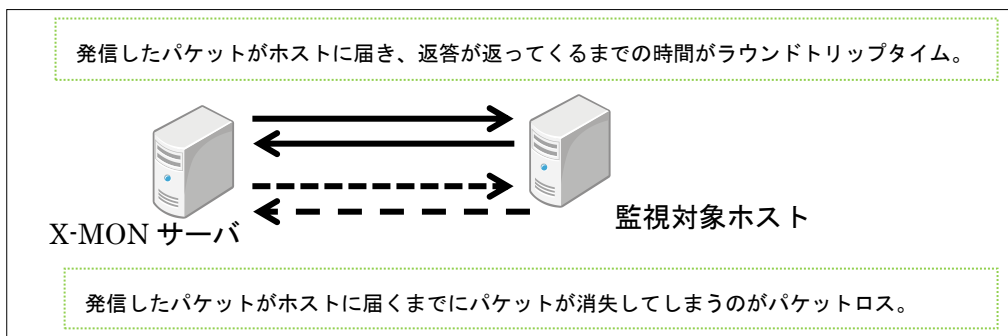 発信したパケットがホストに届き、返答が返ってくるまでの時間がラウンドトリップタイム。
X-MON サーバ
監視対象ホスト
発信したパケットがホストに届くまでにパケットが消失してしまうのがパケットロス。